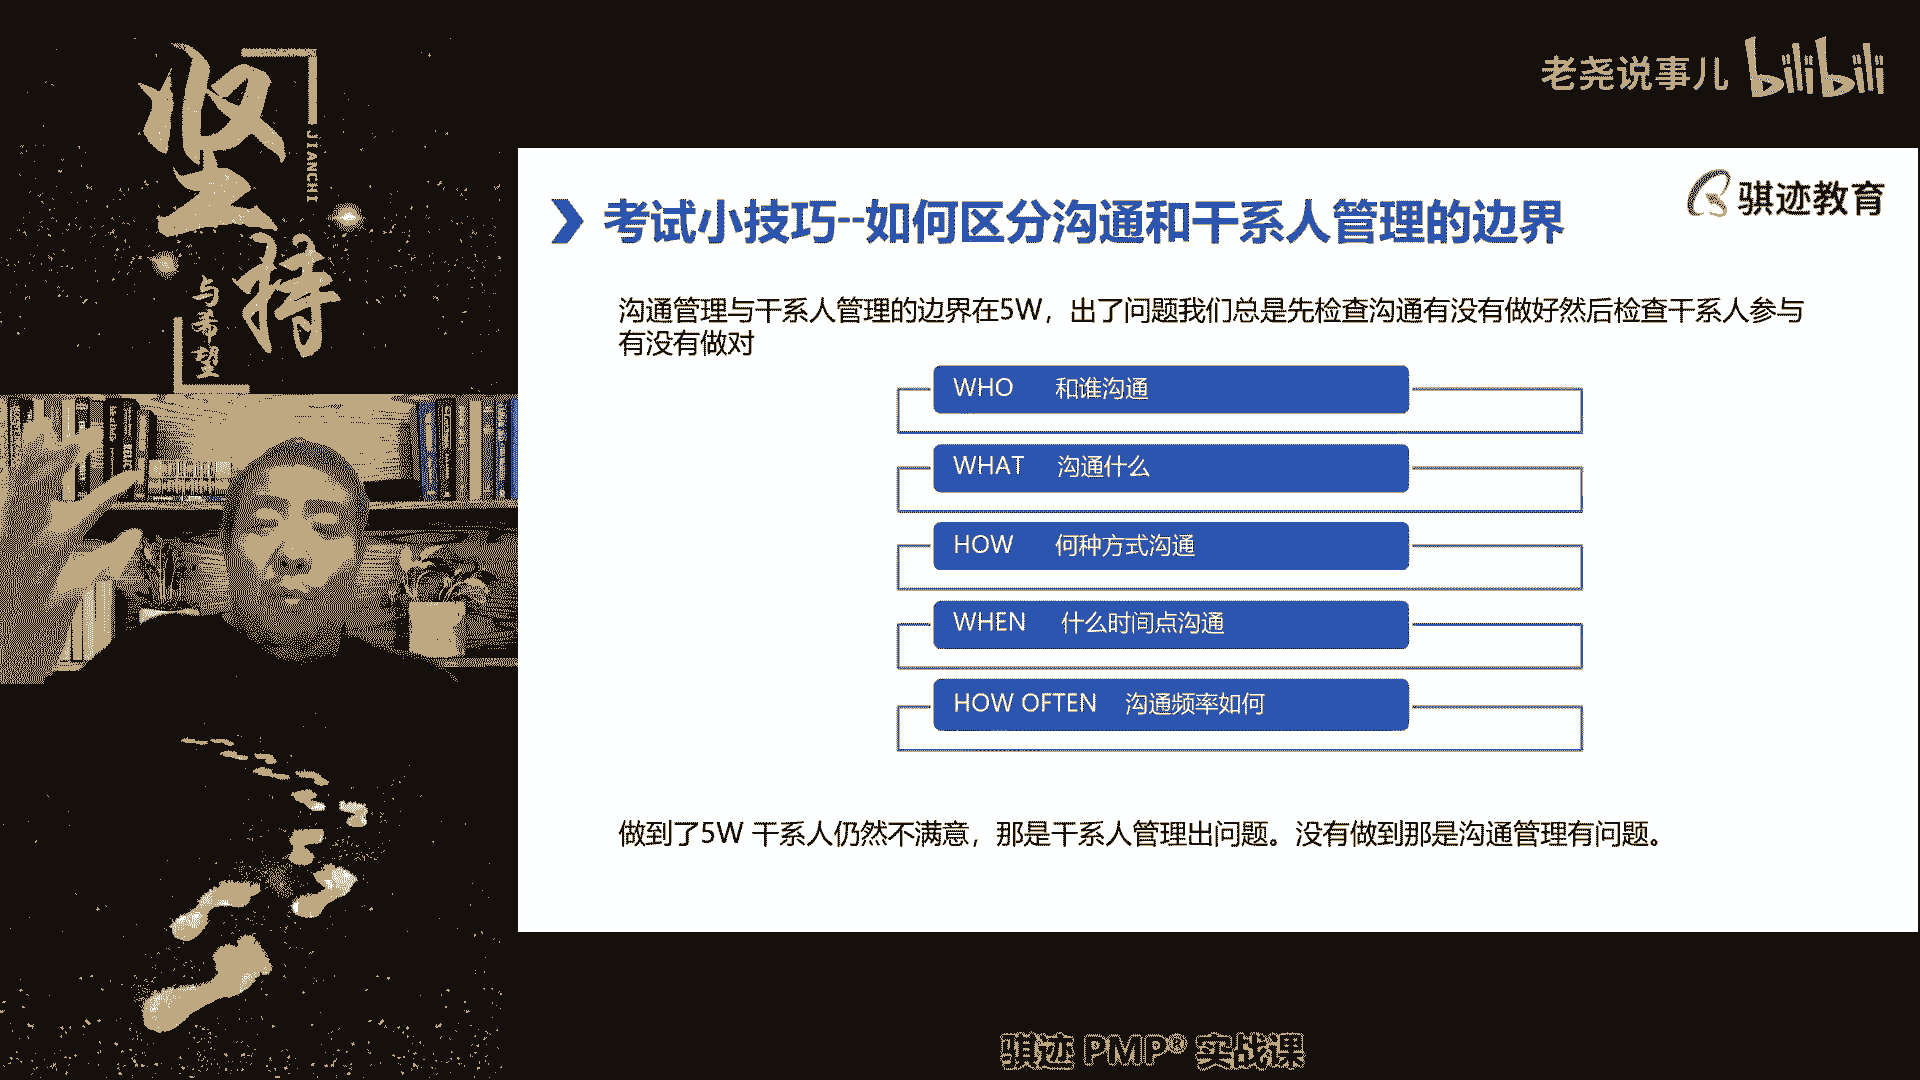 坚持
JIANCHI
与希望
老尧说事儿 bilibili
骐迹教育
考试小技巧--如何区分沟通和干系人管理的边界
沟通管理与干系人管理的边界在5W，出了问题我们总是先检查沟通有没有做好然后检查干系人参与
有没有做对
WHO 和谁沟通
WHAT 沟通什么
HOW 何种方式沟通
WHEN 什么时间点沟通
HOW OFTEN 沟通频率如何
做到了5W 干系人仍然不满意，那是干系人管理出问题。没有做到那是沟通管理有问题。
骐迹 PMP® 实战课